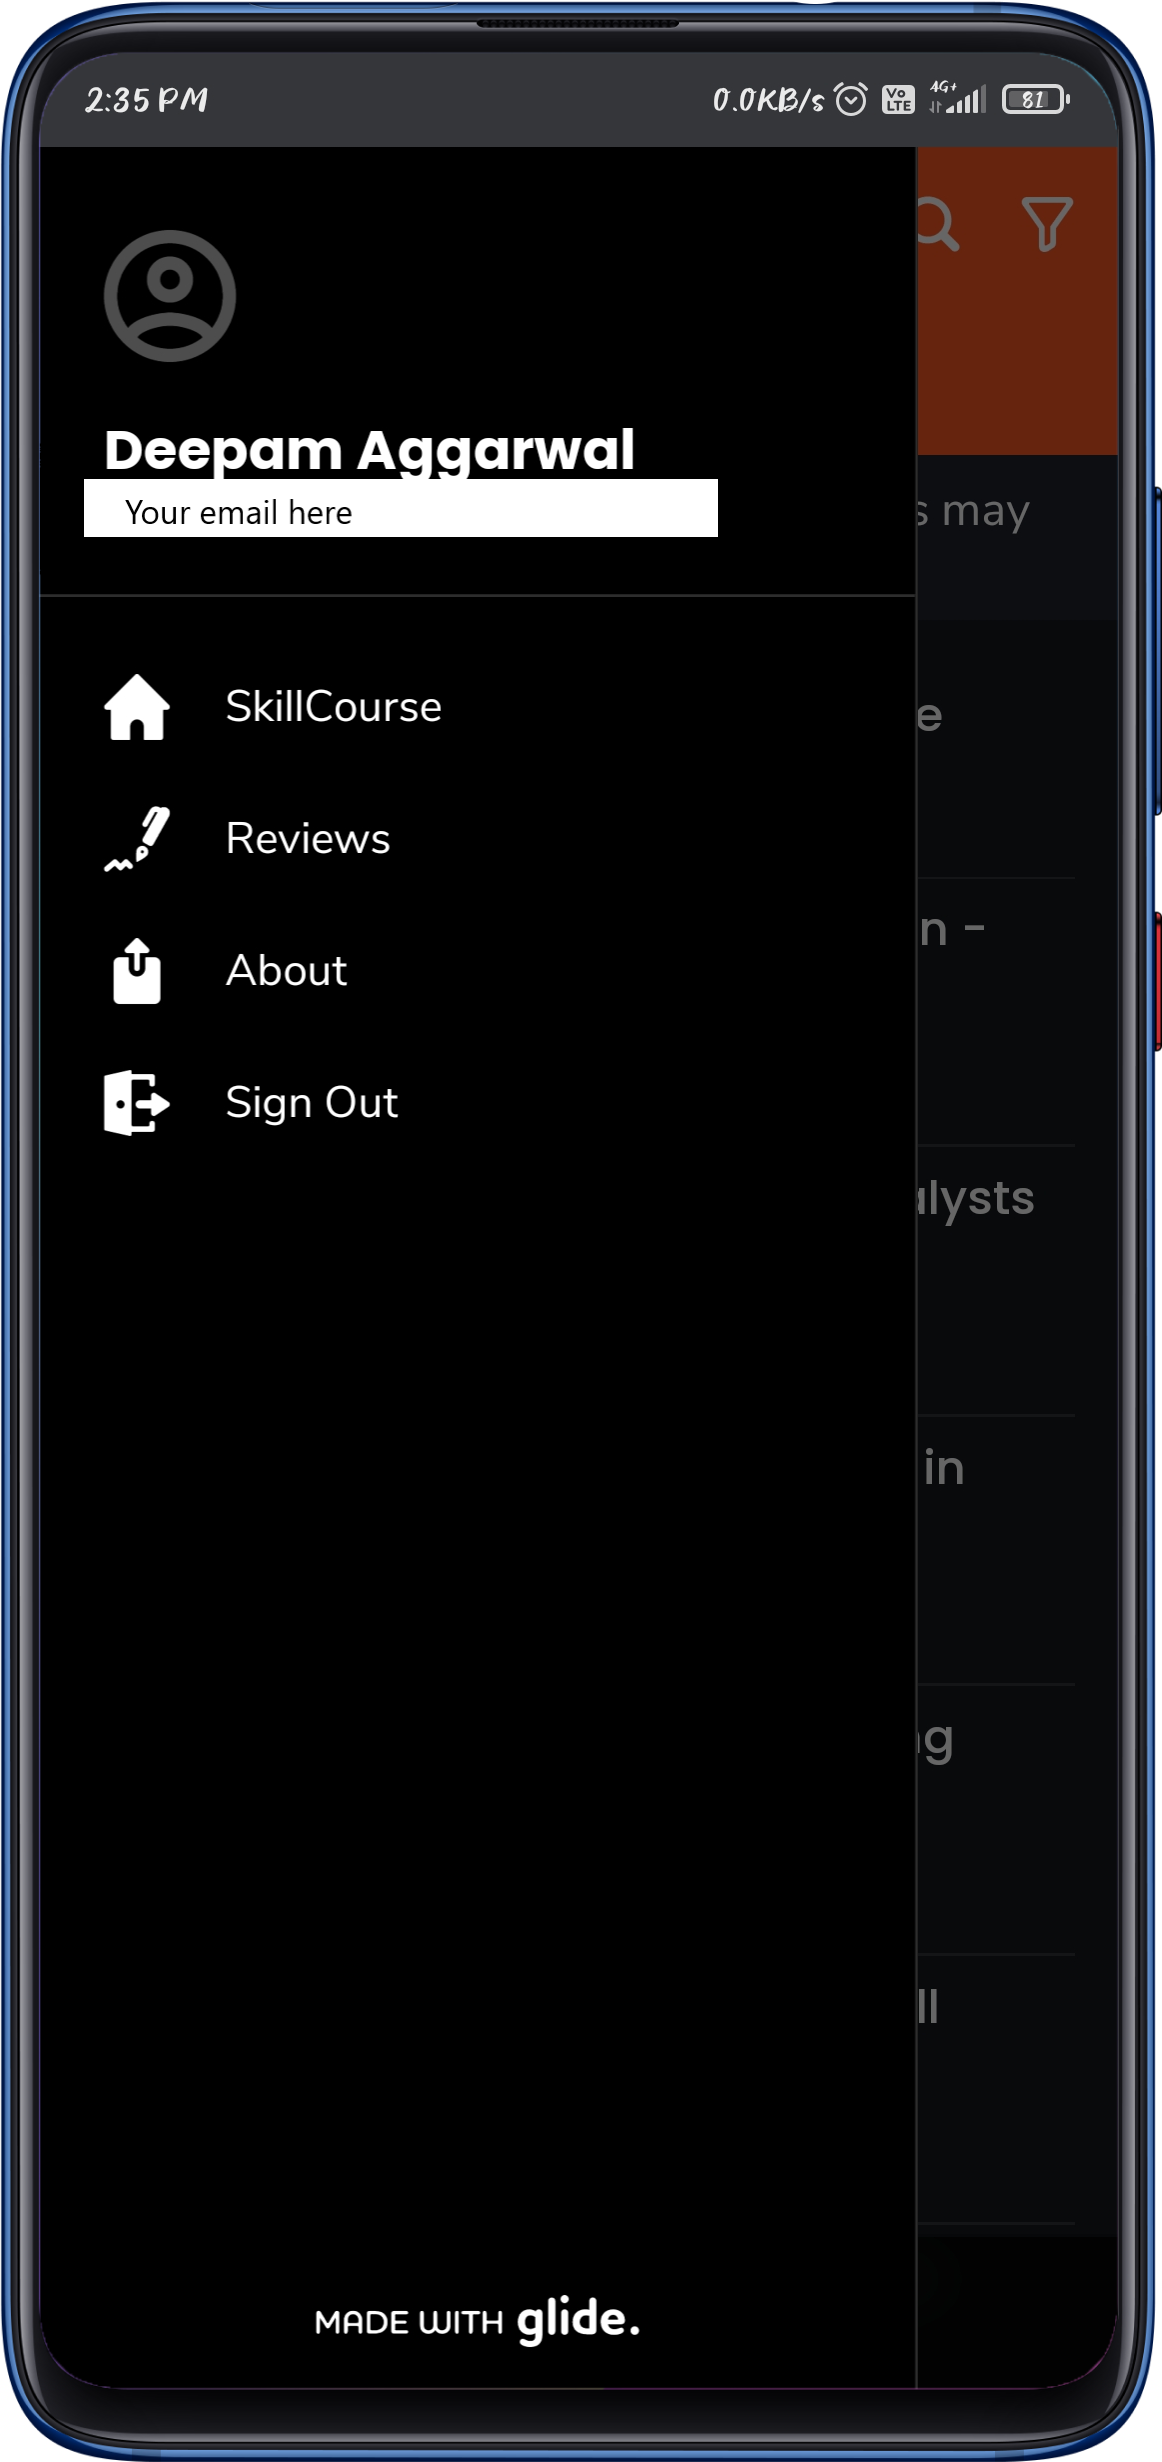 2:35 PM 0.0KB/s Vo LTE 4G+ 81
Deepam Aggarwal
Your email here
s may
SkillCourse
e
Reviews
n -
About
Sign Out
alysts
in
ng
ll
MADE WITH glide.